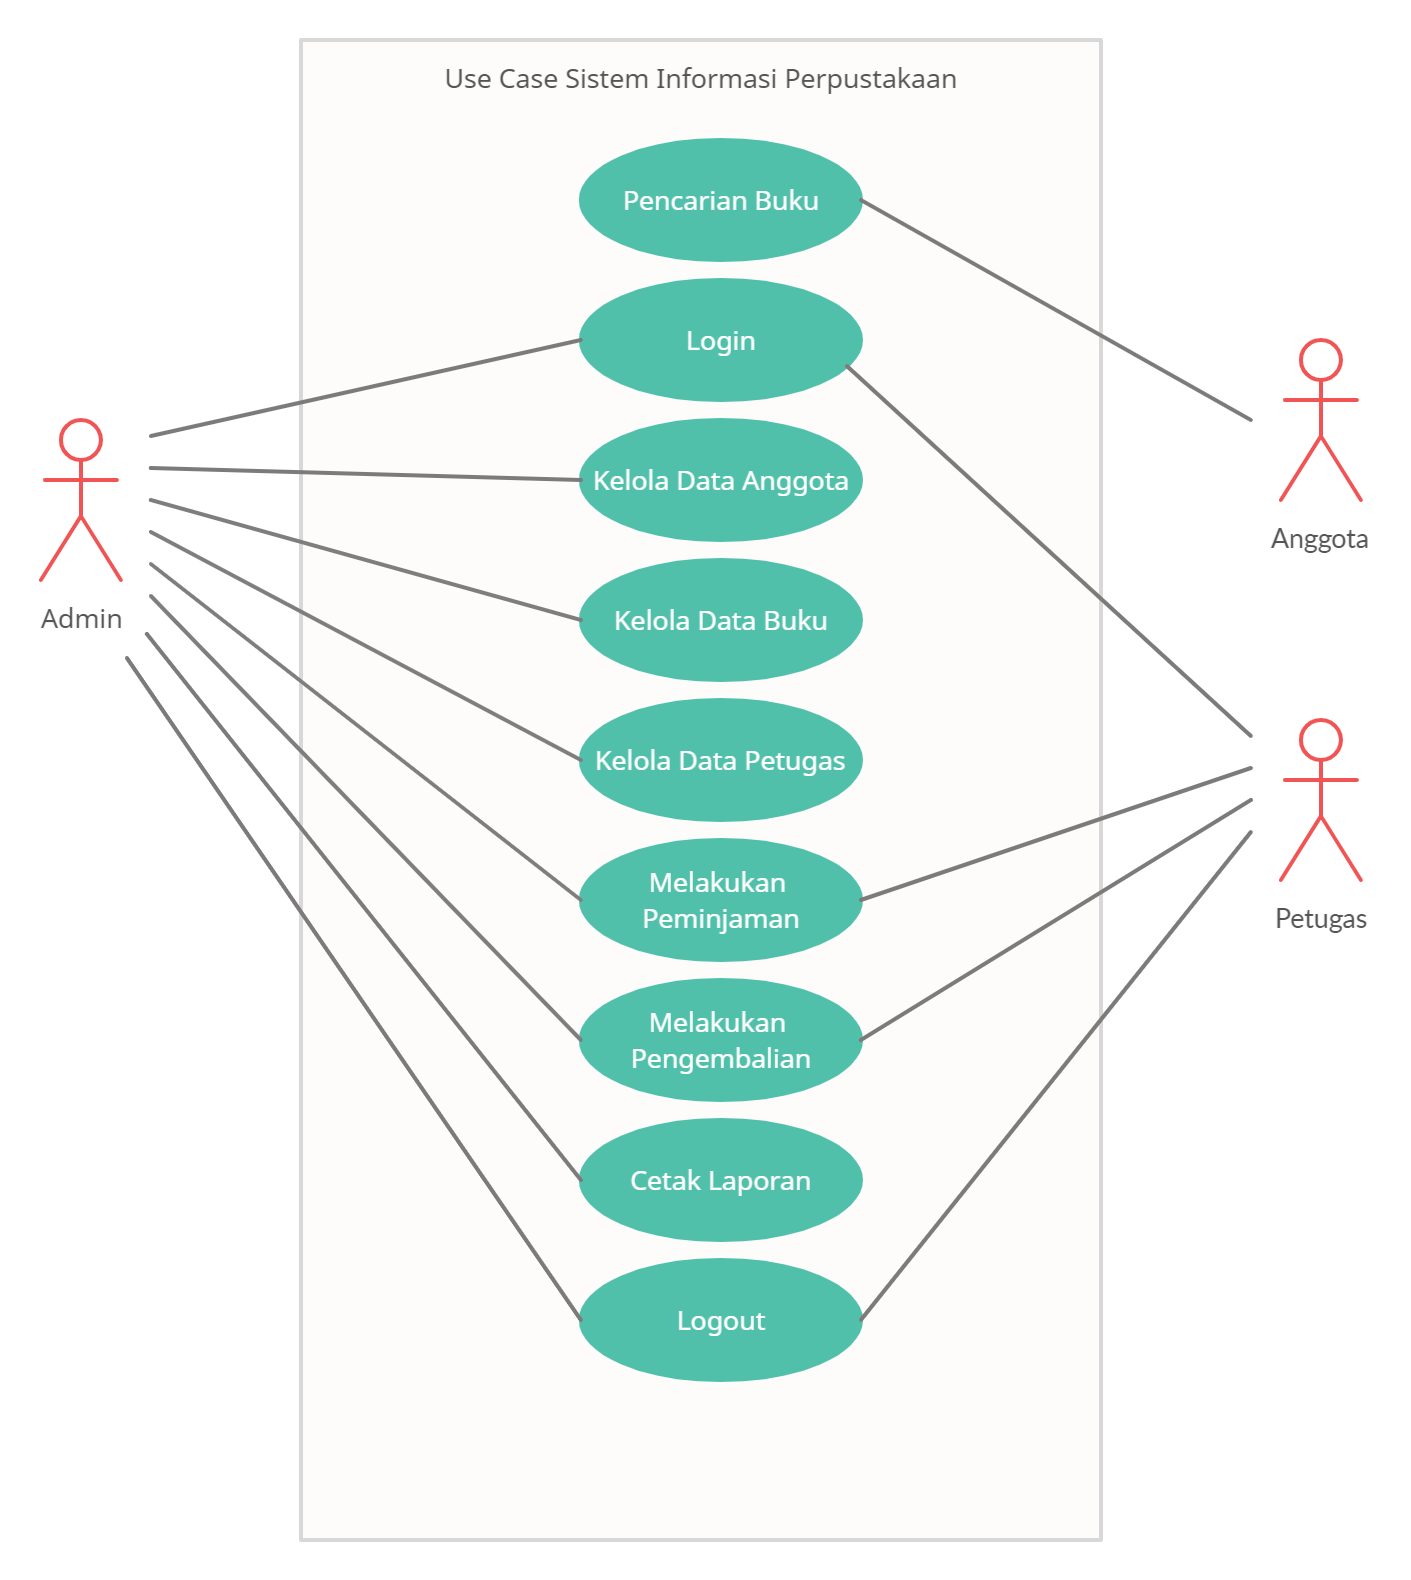 Use Case Sistem Informasi Perpustakaan
Pencarian Buku
Login
Kelola Data Anggota
Kelola Data Buku
Kelola Data Petugas
Melakukan
Peminjaman
Melakukan
Pengembalian
Cetak Laporan
Logout
Admin
Anggota
Petugas